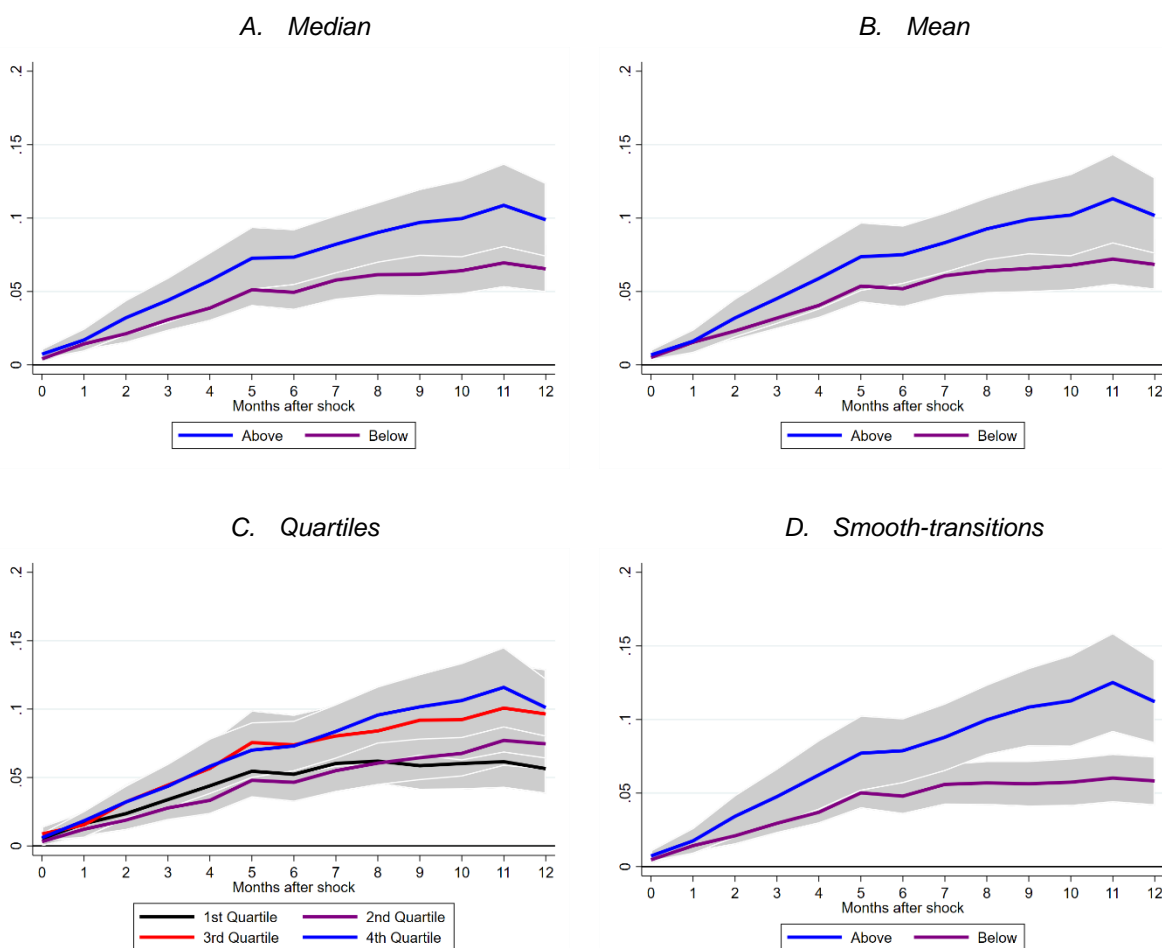 A. Median
.2
.15
.1
.05
0
0 1 2 3 4 5 6 7 8 9 10 11 12
Months after shock
Above Below
B. Mean
.2
.15
.1
.05
0
0 1 2 3 4 5 6 7 8 9 10 11 12
Months after shock
Above Below
C. Quartiles
.2
.15
.1
.05
0
0 1 2 3 4 5 6 7 8 9 10 11 12
Months after shock
1st Quartile 2nd Quartile
3rd Quartile 4th Quartile
D. Smooth-transitions
.2
.15
.1
.05
0
0 1 2 3 4 5 6 7 8 9 10 11 12
Months after shock
Above Below